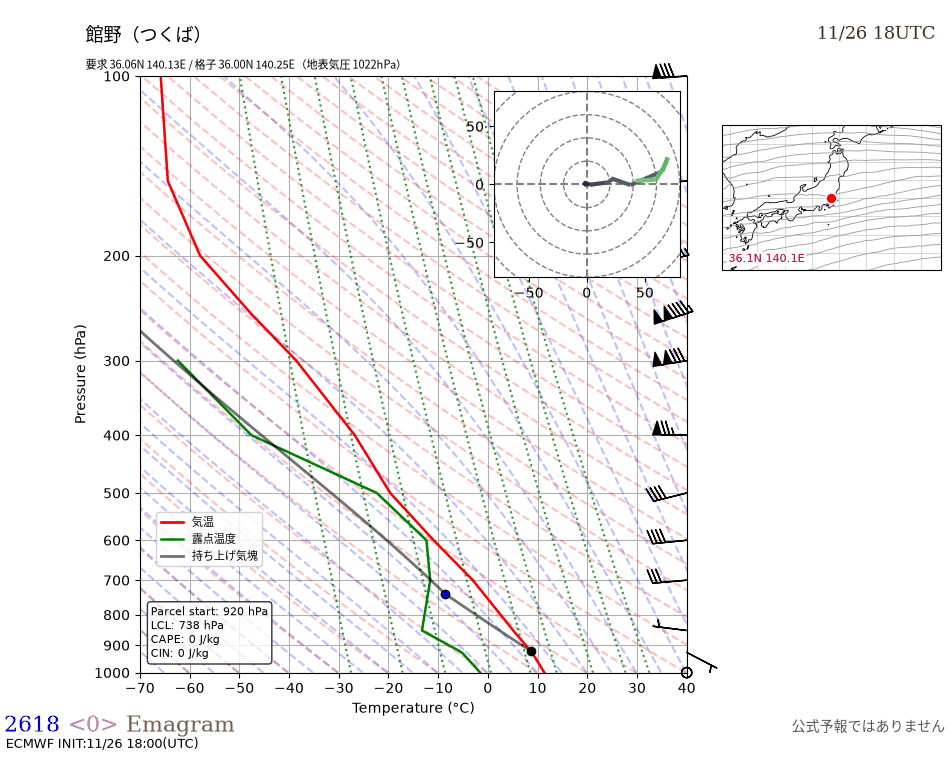 館野（つくば）
11/26 18UTC
要求 36.06N 140.13E / 格子 36.00N 140.25E（地表気圧 1022hPa）
100
200
300
400
500
600
700
800
900
1000
Pressure (hPa)
−70 −60 −50 −40 −30 −20 −10 0 10 20 30 40
Temperature (°C)
50
0
−50
−50 0 50
36.1N 140.1E
気温
露点温度
持ち上げ気塊
Parcel start: 920 hPa
LCL: 738 hPa
CAPE: 0 J/kg
CIN: 0 J/kg
2618 <0> Emagram
公式予報ではありません
ECMWF INIT:11/26 18:00(UTC)